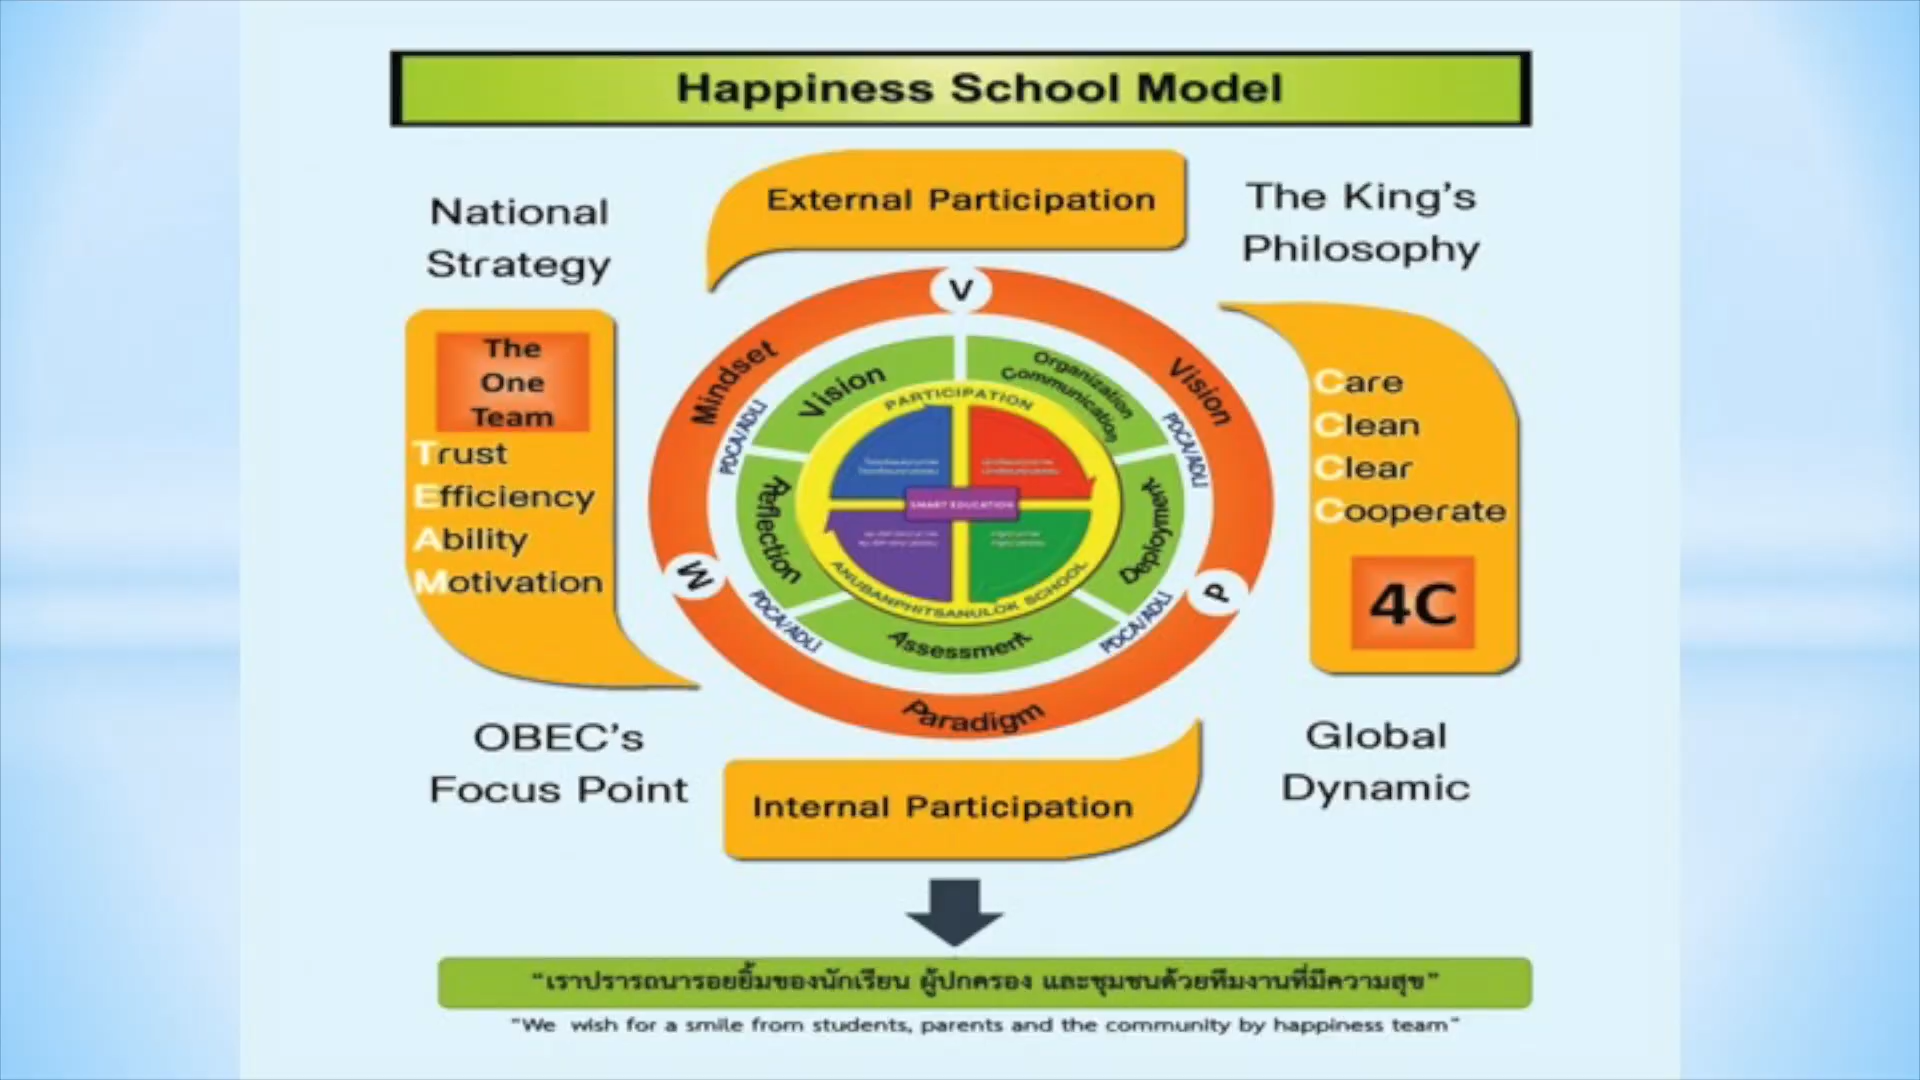 Happiness School Model
External Participation
National
Strategy
The King's
Philosophy
The
One
Team
Trust
Efficiency
Ability
Motivation
V
Mindset
Vision
PDCA/ADLI
PDCA/ADLI
Vision
Organization
Communication
PARTICIPATION
Reflection
Deployment
SMART EDUCATION
ANUBANPHITSANULOK SCHOOL
Assessment
M
P
PDCA/ADLI
PDCA/ADLI
Paradigm
Care
Clean
Clear
Cooperate
4C
OBEC's
Focus Point
Global
Dynamic
Internal Participation
“เราปรารถนารอยยิ้มของนักเรียน ผู้ปกครอง และชุมชนด้วยทีมงานที่มีความสุข”
"We wish for a smile from students, parents and the community by happiness team"